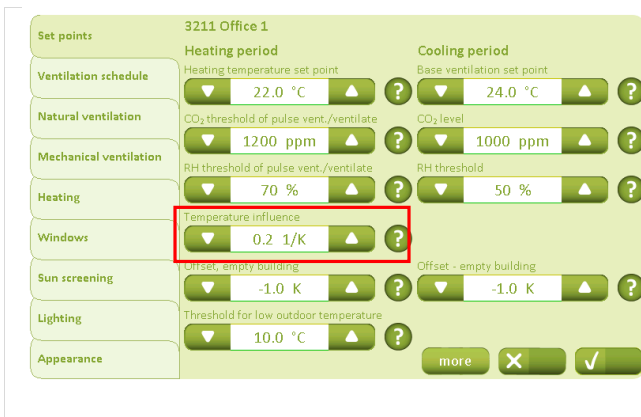 3211 Office 1
Set points
Ventilation schedule
Natural ventilation
Mechanical ventilation
Heating
Windows
Sun screening
Lighting
Appearance
Heating period
Heating temperature set point
22.0 °C
?
CO₂ threshold of pulse vent./ventilate
1200 ppm
?
RH threshold of pulse vent./ventilate
70 %
?
Temperature influence
0.2 1/K
?
Offset, empty building
-1.0 K
?
Threshold for low outdoor temperature
10.0 °C
?
Cooling period
Base ventilation set point
24.0 °C
?
CO₂ level
1000 ppm
?
RH threshold
50 %
?
Offset - empty building
-1.0 K
?
more